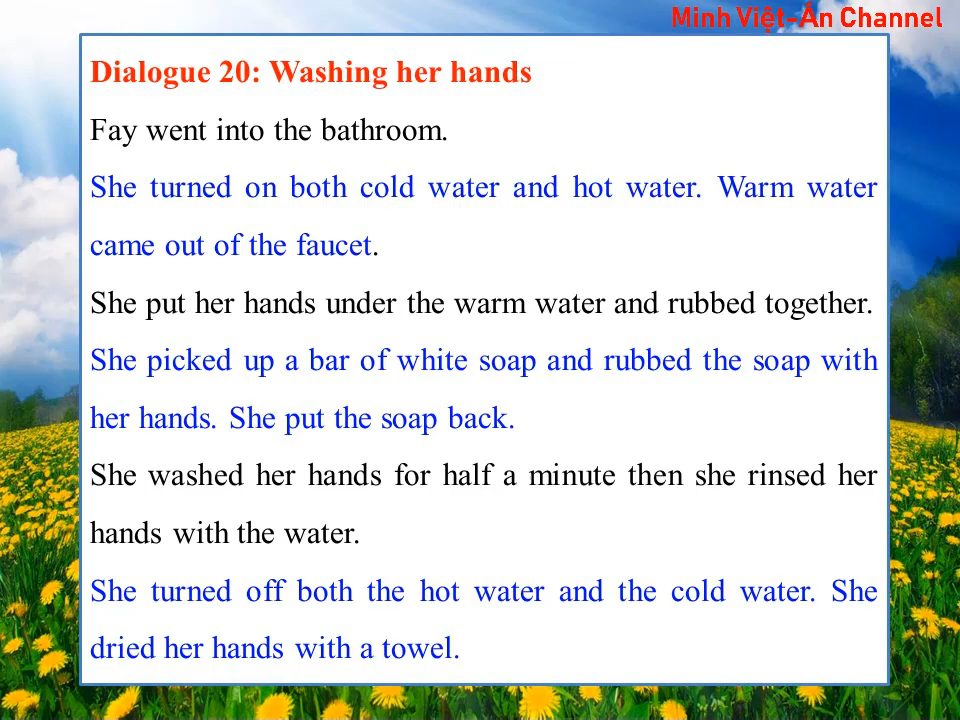 Minh Việt-Ấn Channel
Dialogue 20: Washing her hands
Fay went into the bathroom.
She turned on both cold water and hot water. Warm water
came out of the faucet.
She put her hands under the warm water and rubbed together.
She picked up a bar of white soap and rubbed the soap with
her hands. She put the soap back.
She washed her hands for half a minute then she rinsed her
hands with the water.
She turned off both the hot water and the cold water. She
dried her hands with a towel.